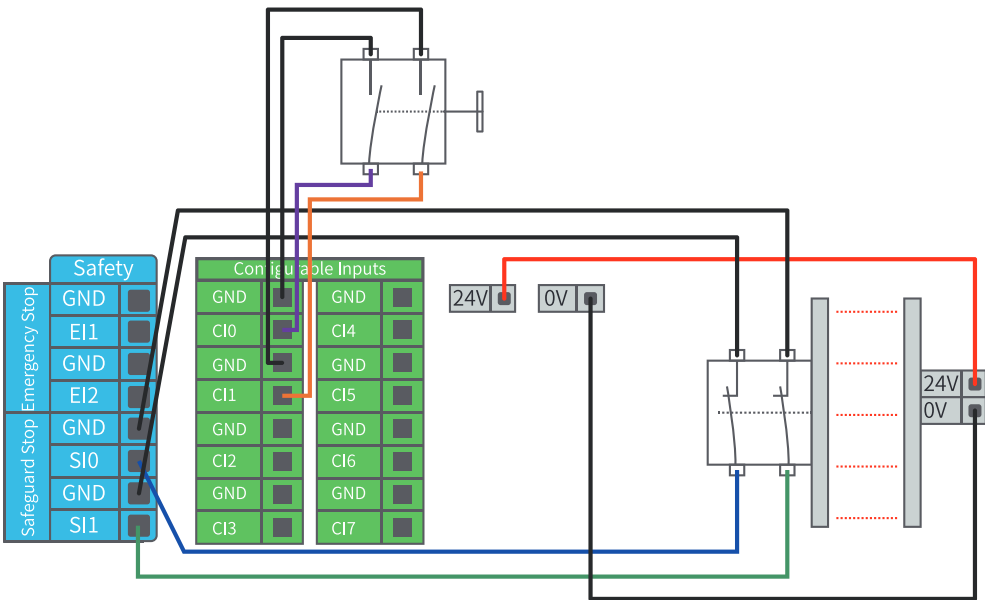 Safety
Emergency Stop
GND
EI1
GND
EI2
Safeguard Stop
GND
SI0
GND
SI1
Configurable Inputs
GND
CI0
GND
CI1
GND
CI2
GND
CI3
GND
CI4
GND
CI5
GND
CI6
GND
CI7
24V
0V
24V
0V